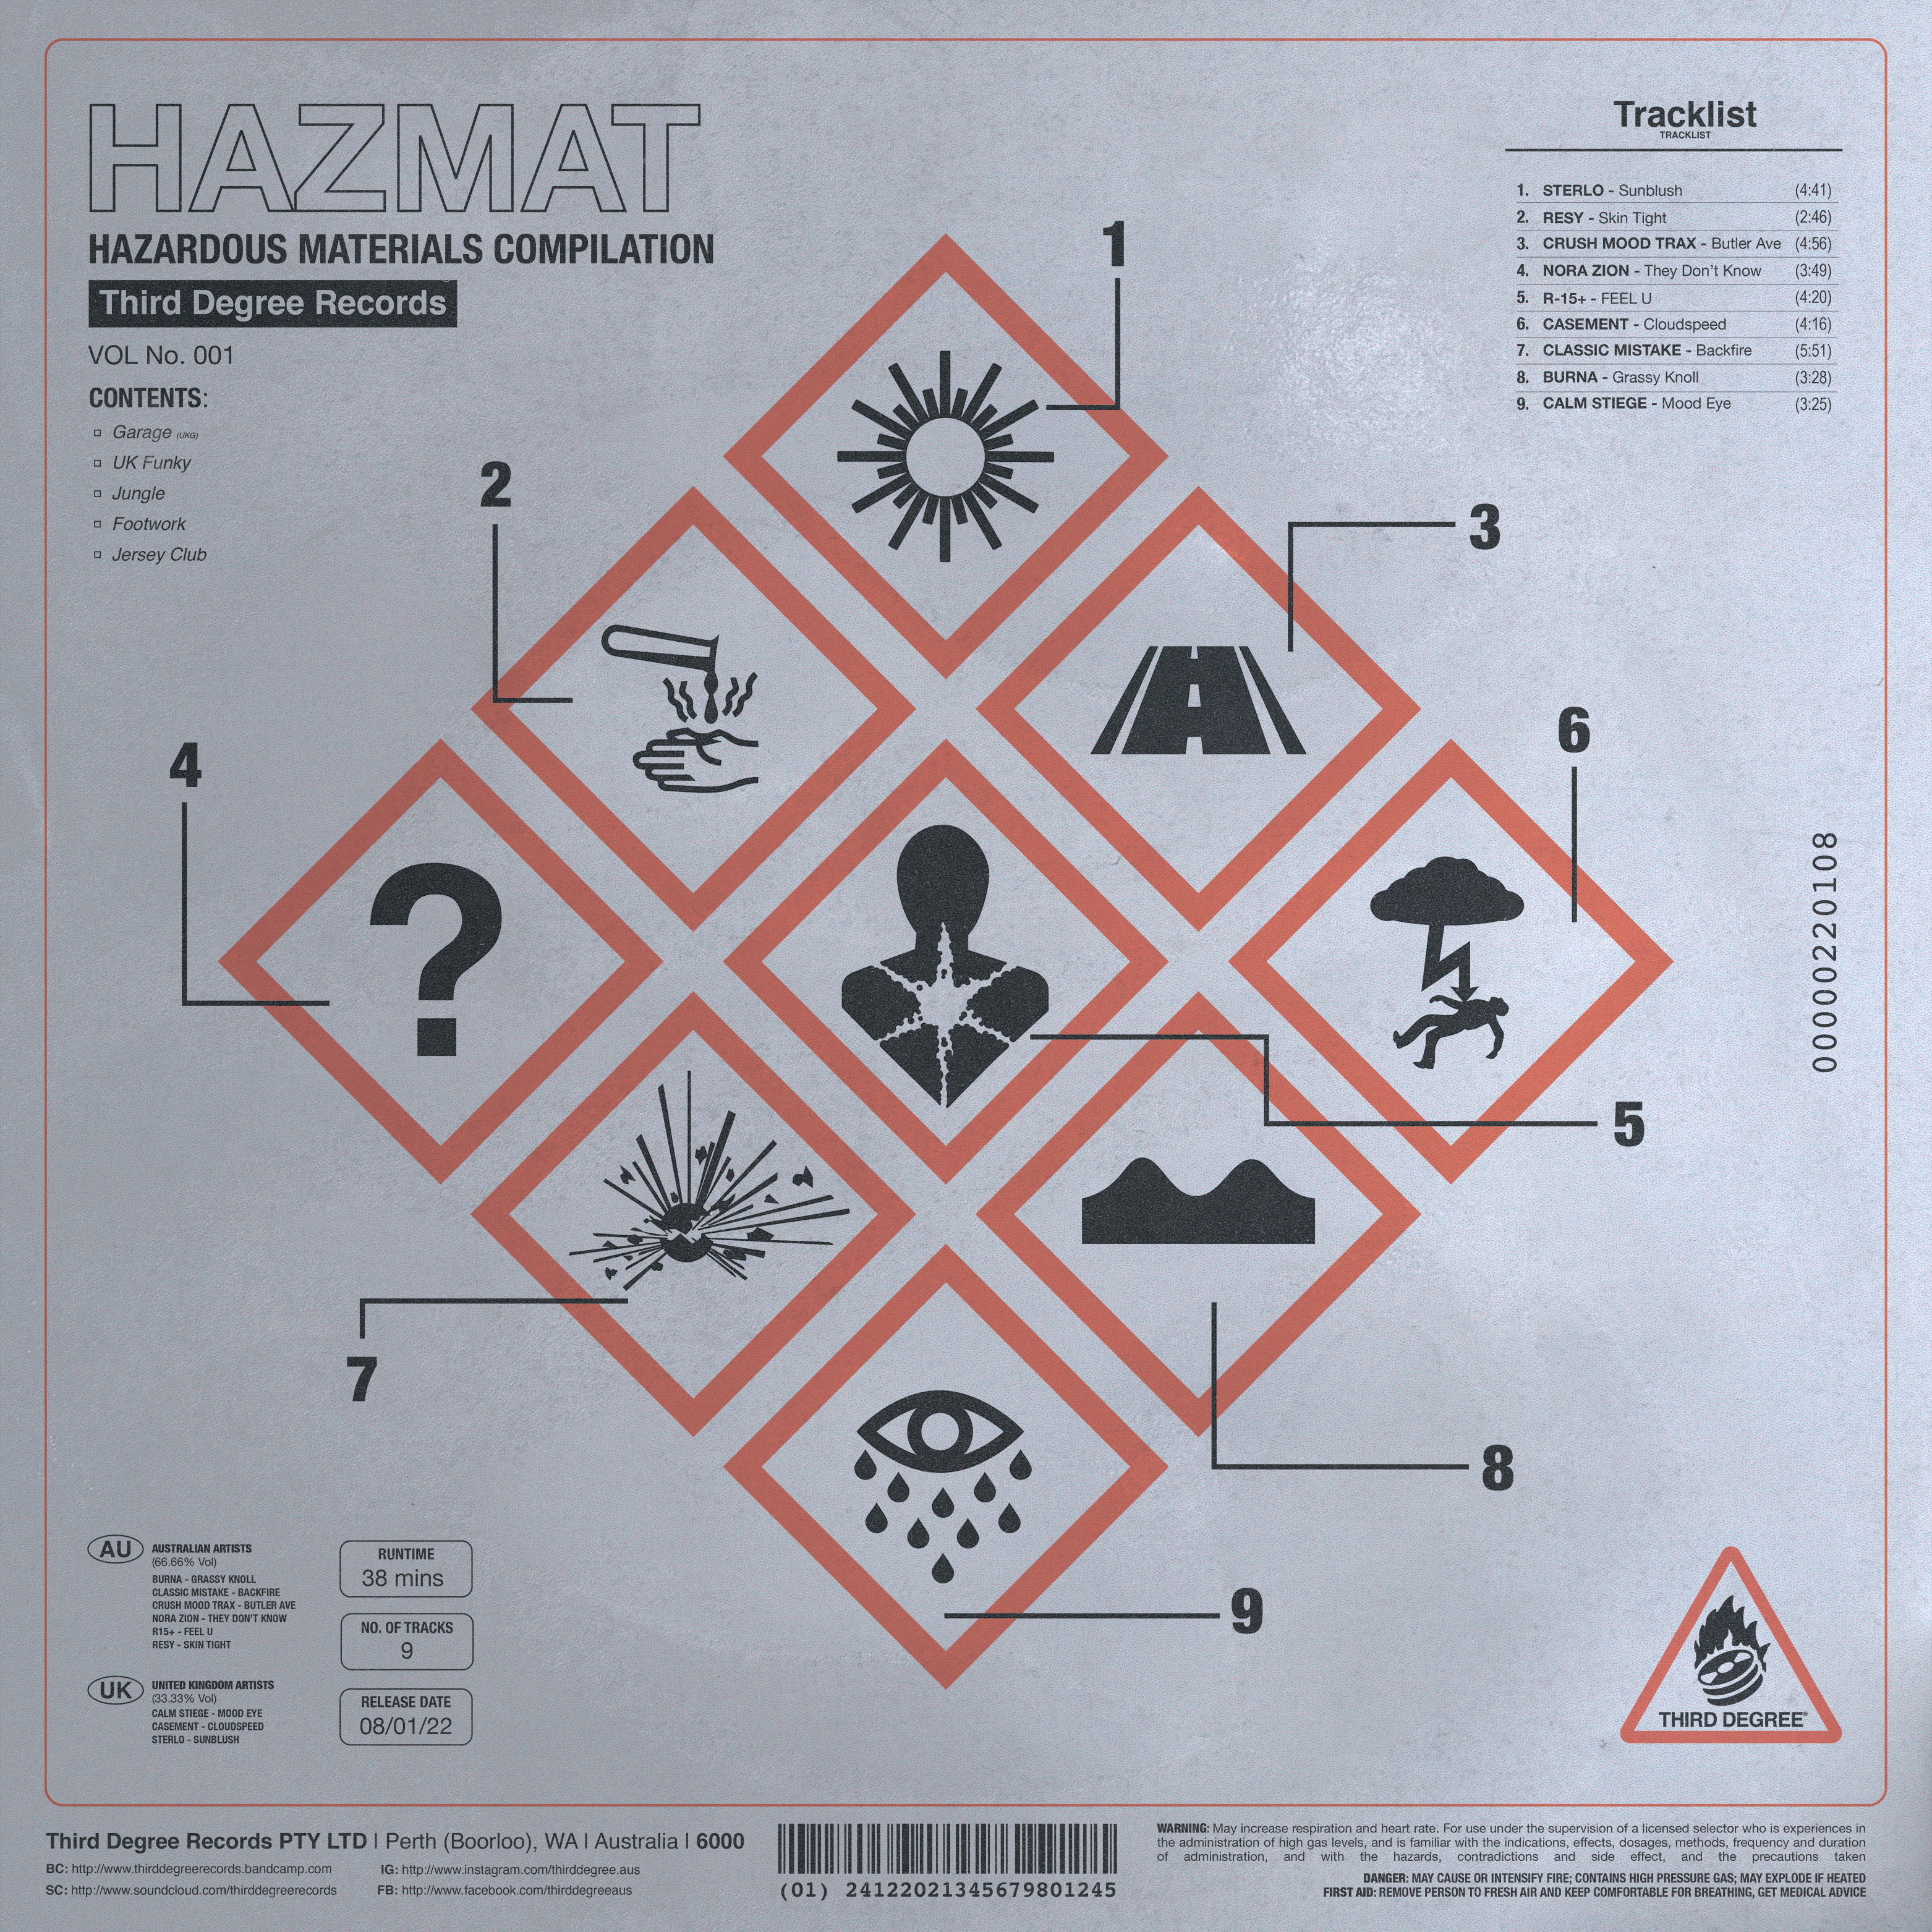 HAZMAT
HAZARDOUS MATERIALS COMPILATION
Third Degree Records
VOL No. 001
CONTENTS:
Garage (UKG)
UK Funky
Jungle
Footwork
Jersey Club
Tracklist
TRACKLIST
1. STERLO - Sunblush (4:41)
2. RESY - Skin Tight (2:46)
3. CRUSH MOOD TRAX - Butler Ave (4:56)
4. NORA ZION - They Don't Know (3:49)
5. R-15+ - FEEL U (4:20)
6. CASEMENT - Cloudspeed (4:16)
7. CLASSIC MISTAKE - Backfire (5:51)
8. BURNA - Grassy Knoll (3:28)
9. CALM STIEGE - Mood Eye (3:25)
1
2
3
4
6
?
5
7
8
9
00000220108
AU
AUSTRALIAN ARTISTS
(66.66% Vol)
BURNA - GRASSY KNOLL
CLASSIC MISTAKE - BACKFIRE
CRUSH MOOD TRAX - BUTLER AVE
NORA ZION - THEY DON'T KNOW
R15+ - FEEL U
RESY - SKIN TIGHT
UK
UNITED KINGDOM ARTISTS
(33.33% Vol)
CALM STIEGE - MOOD EYE
CASEMENT - CLOUDSPEED
STERLO - SUNBLUSH
RUNTIME
38 mins
NO. OF TRACKS
9
RELEASE DATE
08/01/22
THIRD DEGREE®
Third Degree Records PTY LTD | Perth (Boorloo), WA | Australia | 6000
BC: http://www.thirddegreerecords.bandcamp.com
IG: http://www.instagram.com/thirddegree.aus
SC: http://www.soundcloud.com/thirddegreerecords
FB: http://www.facebook.com/thirddegreeaus
(01) 24122021345679801245
WARNING: May increase respiration and heart rate. For use under the supervision of a licensed selector who is experiences in
the administration of high gas levels, and is familiar with the indications, effects, dosages, methods, frequency and duration
of administration, and with the hazards, contradictions and side effect, and the precautions taken
DANGER: MAY CAUSE OR INTENSIFY FIRE; CONTAINS HIGH PRESSURE GAS; MAY EXPLODE IF HEATED
FIRST AID: REMOVE PERSON TO FRESH AIR AND KEEP COMFORTABLE FOR BREATHING, GET MEDICAL ADVICE